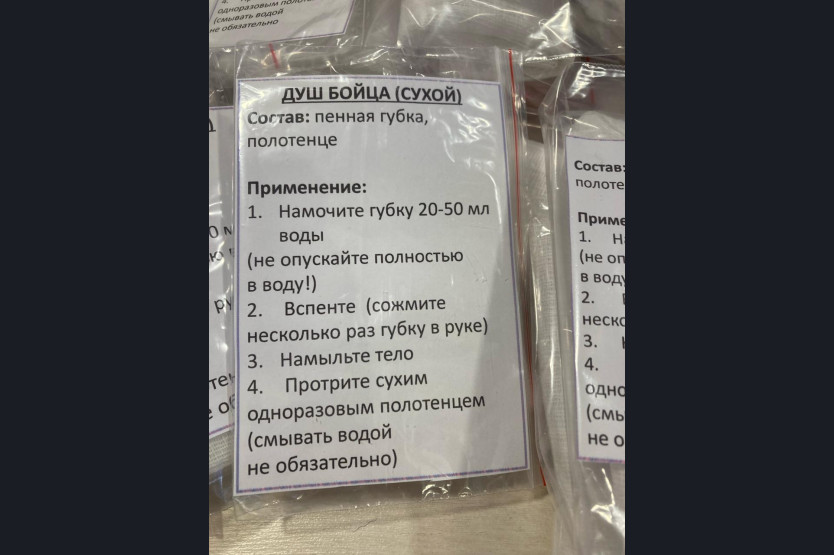 4.
одноразовым полотен
(смывать водой
не обязательно
ДУШ БОЙЦА (СУХОЙ)
Состав: пенная губка,
полотенце
Применение:
1. Намочите губку 20-50 мл
воды
(не опускайте полностью
в воду!)
2. Вспенте (сожмите
несколько раз губку в руке)
3. Намыльте тело
4. Протрите сухим
одноразовым полотенцем
(смывать водой
не обязательно)
Состав:
полоте
Приме
1. Н
(не оп
в воду
2.
неско
3.
4.
одно
(смы
не о